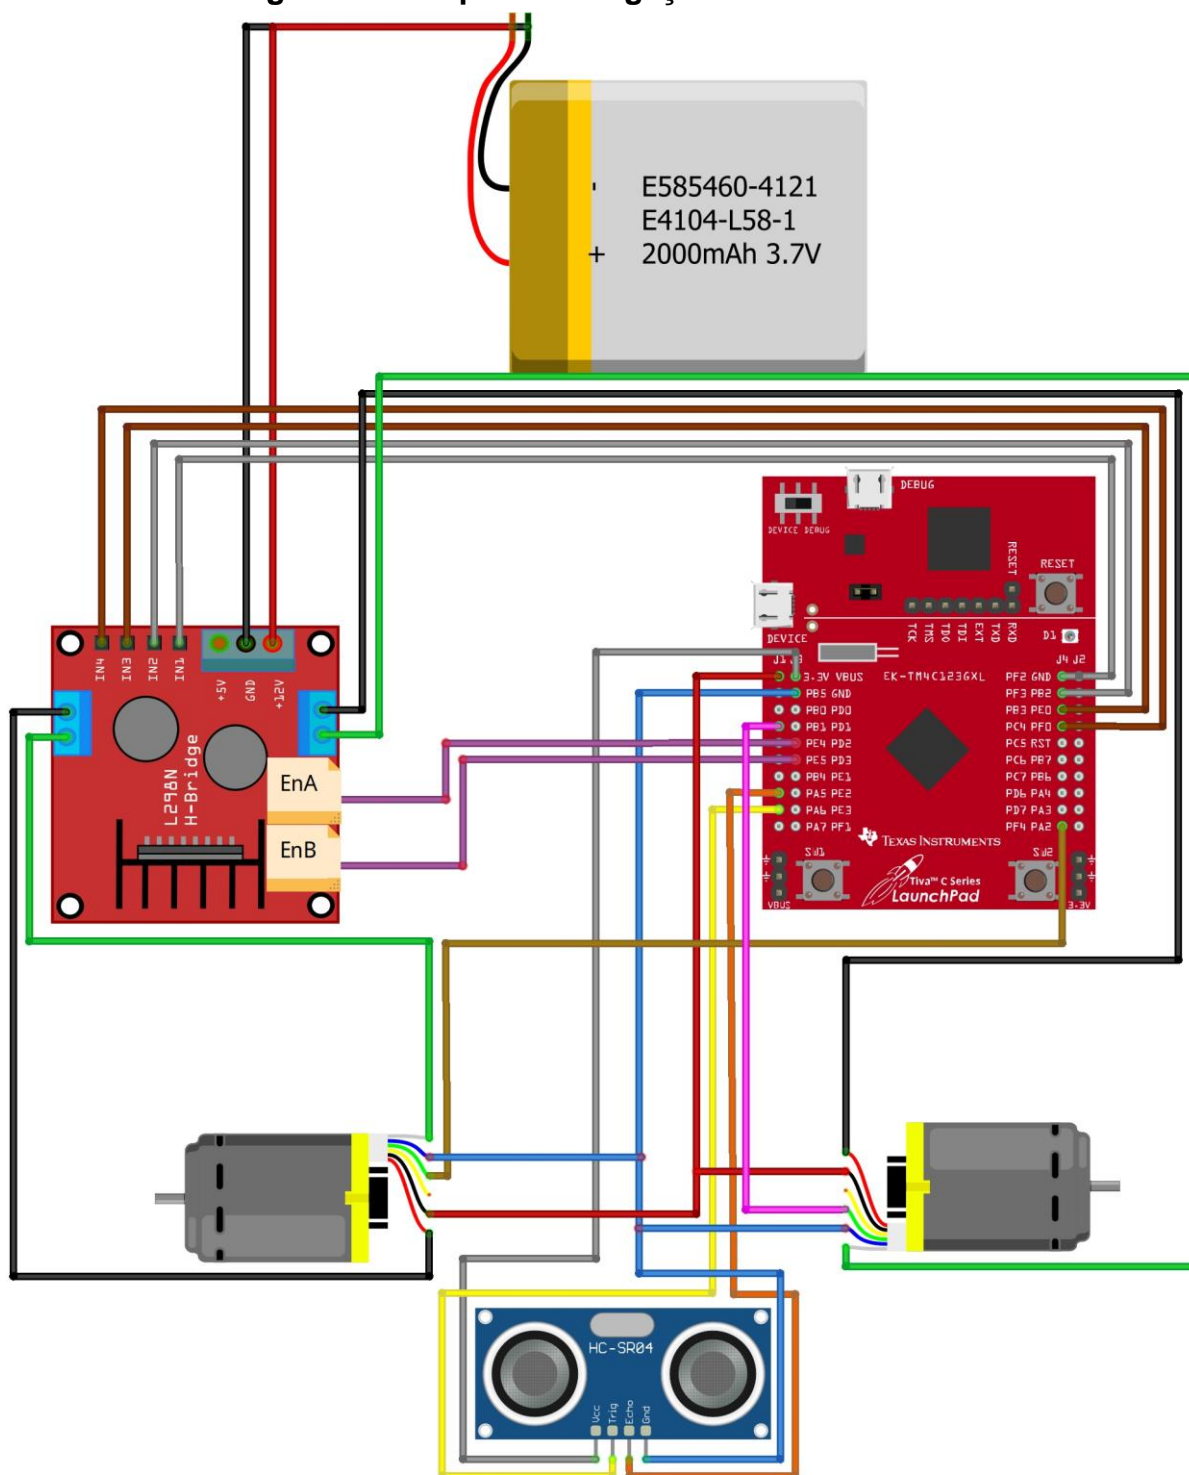 E585460-4121
E4104-L58-1
2000mAh 3.7V
-
+
DEBUG
DEVICE DEBUG
RESET
RESET
TCK
TMS
TDO
TDI
EXT
TXD
RXD
D1
DEVICE
J1 J3
J4 J2
EK-TM4C123GXL
3.3V VBUS
PB5 GND
PB0 PD0
PB1 PD1
PE4 PD2
PE5 PD3
PB4 PE1
PA5 PE2
PA6 PE3
PA7 PF1
PF2 GND
PF3 PB2
PB3 PE0
PC4 PF0
PC5 RST
PC6 PB7
PC7 PB6
PD6 PA4
PD7 PA3
PF4 PA2
TEXAS INSTRUMENTS
SW1
SW2
VBUS
3.3V
Tiva™ C Series
LaunchPad
IN4
IN3
IN2
IN1
+5V
GND
+12V
L298N
H-Bridge
EnA
EnB
HC-SR04
Vcc
Trig
Echo
Gnd